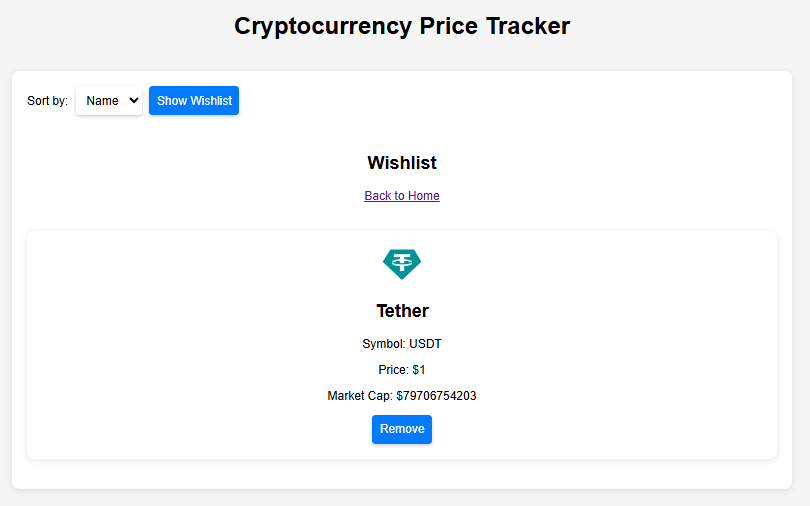 Cryptocurrency Price Tracker
Sort by: Name Show Wishlist
Wishlist
Back to Home
Tether
Symbol: USDT
Price: $1
Market Cap: $79706754203
Remove